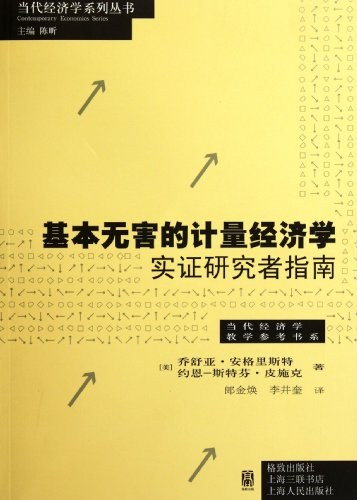 当代经济学系列丛书
Contemporary Economics Series
主编 陈昕
基本无害的计量经济学
实证研究者指南
当代经济学
教学参考书系
[美] 乔舒亚·安格里斯特
约恩-斯特芬·皮施克 著
郎金焕 李井奎 译
格致出版社
上海三联书店
上海人民出版社